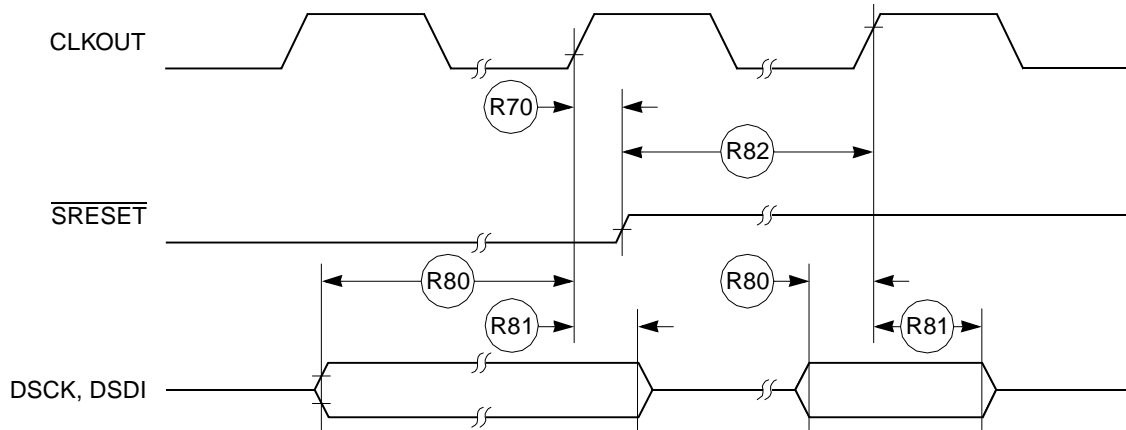 CLKOUT
R70
R82
SRESET
R80
R80
R81
R81
DSCK, DSDI